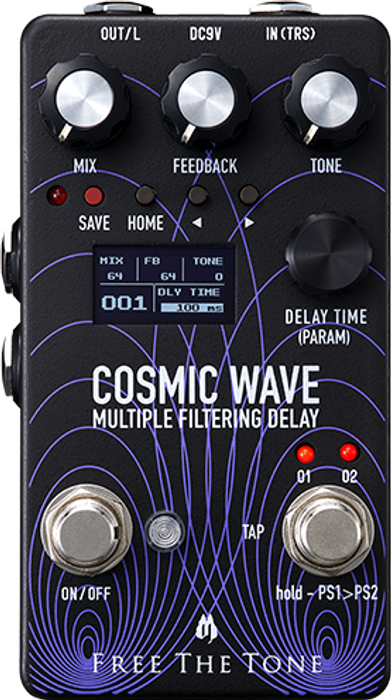 OUT/L DC9V IN(TRS)
MIX FEEDBACK TONE
SAVE HOME ◀ ▶
MIX FB TONE
64 64 0
001 DLY TIME
100 ms
DELAY TIME
(PARAM)
COSMIC WAVE
MULTIPLE FILTERING DELAY
01 02
TAP
ON/OFF hold - PS1>PS2
FREE THE TONE